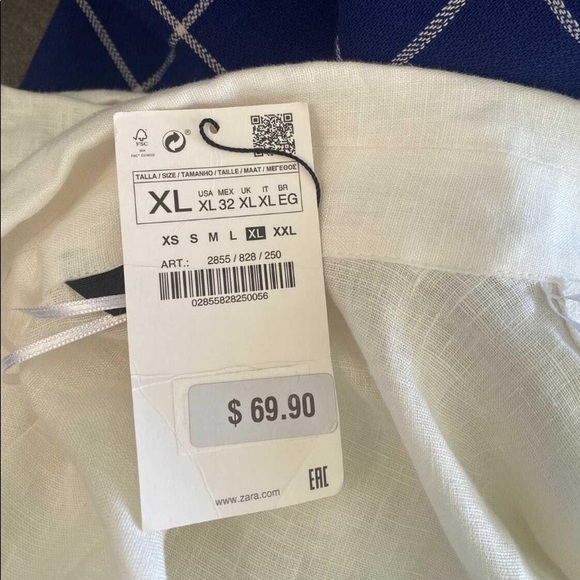 FSC
®
TALLA / SIZE / TAMANHO / TAILLE / MAAT / ΜΕΓΕΘΟΣ
USA MEX UK IT BR
XL XL 32 XL XL EG
XS S M L XL XXL
ART.: 2855 / 828 / 250
02855828250056
$ 69.90
www.zara.com
EAC